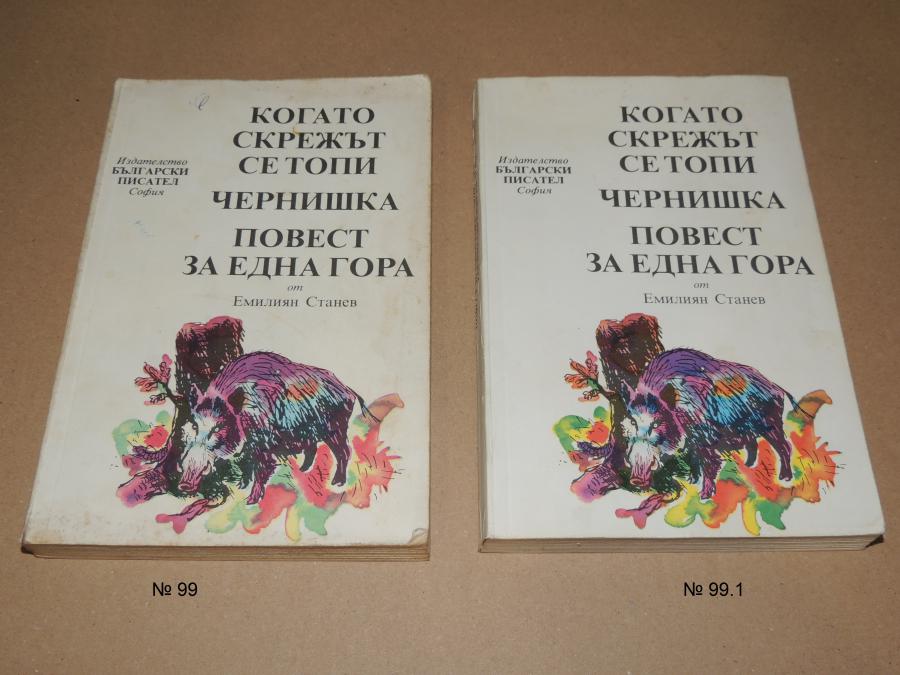 КОГАТО
СКРЕЖЪТ
СЕ ТОПИ
ЧЕРНИШКА
ПОВЕСТ
ЗА ЕДНА ГОРА
от
Емилиян Станев
Издателство
БЪЛГАРСКИ
ПИСАТЕЛ
София
КОГАТО
СКРЕЖЪТ
СЕ ТОПИ
ЧЕРНИШКА
ПОВЕСТ
ЗА ЕДНА ГОРА
от
Емилиян Станев
Издателство
БЪЛГАРСКИ
ПИСАТЕЛ
София
№ 99
№ 99.1